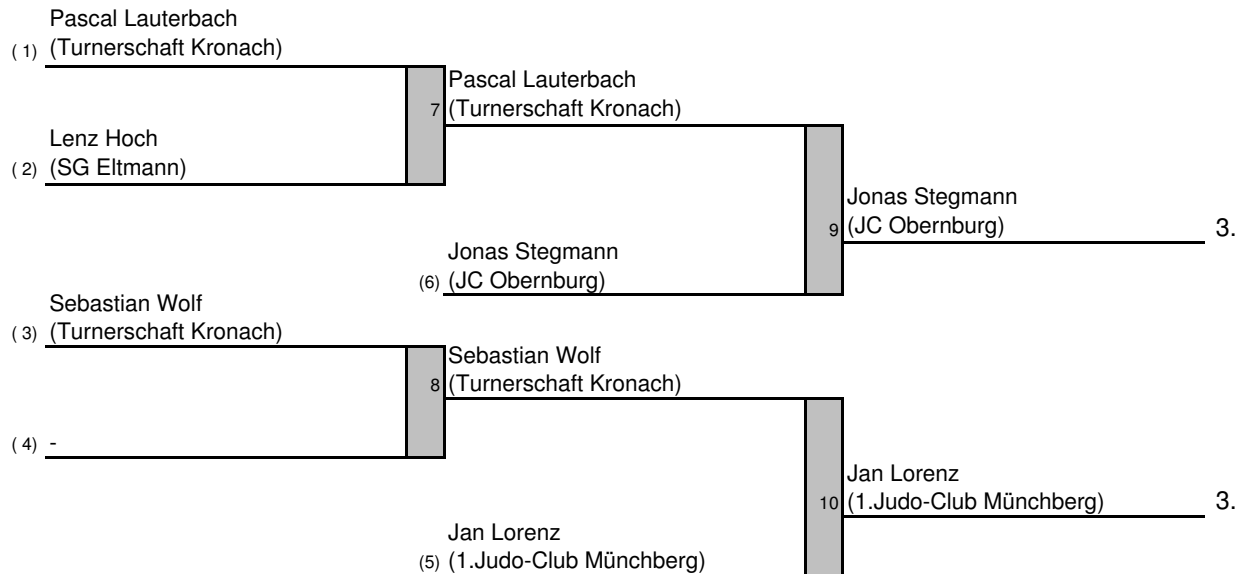 Pascal Lauterbach
( 1) (Turnerschaft Kronach)
Pascal Lauterbach
7 (Turnerschaft Kronach)
Lenz Hoch
( 2) (SG Eltmann)
Jonas Stegmann
9 (JC Obernburg) 3.
Jonas Stegmann
(6) (JC Obernburg)
Sebastian Wolf
( 3) (Turnerschaft Kronach)
Sebastian Wolf
8 (Turnerschaft Kronach)
( 4) -
Jan Lorenz
10 (1.Judo-Club Münchberg) 3.
Jan Lorenz
(5) (1.Judo-Club Münchberg)